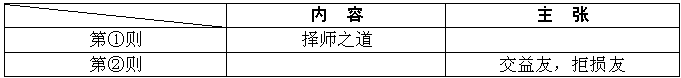 内 容 主 张
第①则 择师之道
第②则 交益友，拒损友